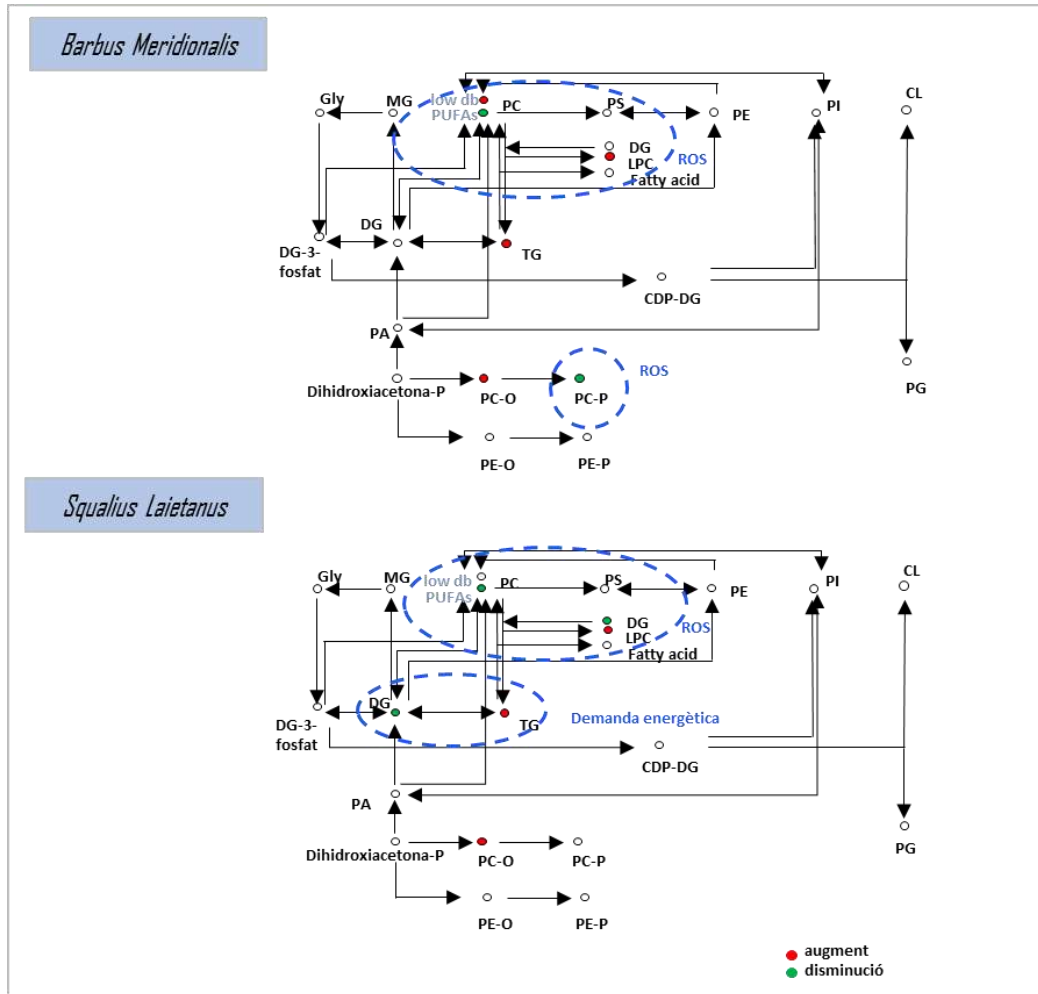 Barbus Meridionalis
Gly
MG
low db
PUFAs
PC
PS
PE
PI
CL
DG
LPC
Fatty acid
ROS
DG
DG-3-
fosfat
TG
CDP-DG
PA
Dihidroxiacetona-P
PC-O
PC-P
ROS
PG
PE-O
PE-P
Squalius Laietanus
Gly
MG
low db
PUFAs
PC
PS
PE
PI
CL
DG
LPC
Fatty acid
ROS
DG
DG-3-
fosfat
TG
Demanda energètica
CDP-DG
PA
Dihidroxiacetona-P
PC-O
PC-P
PG
PE-O
PE-P
augment
disminució